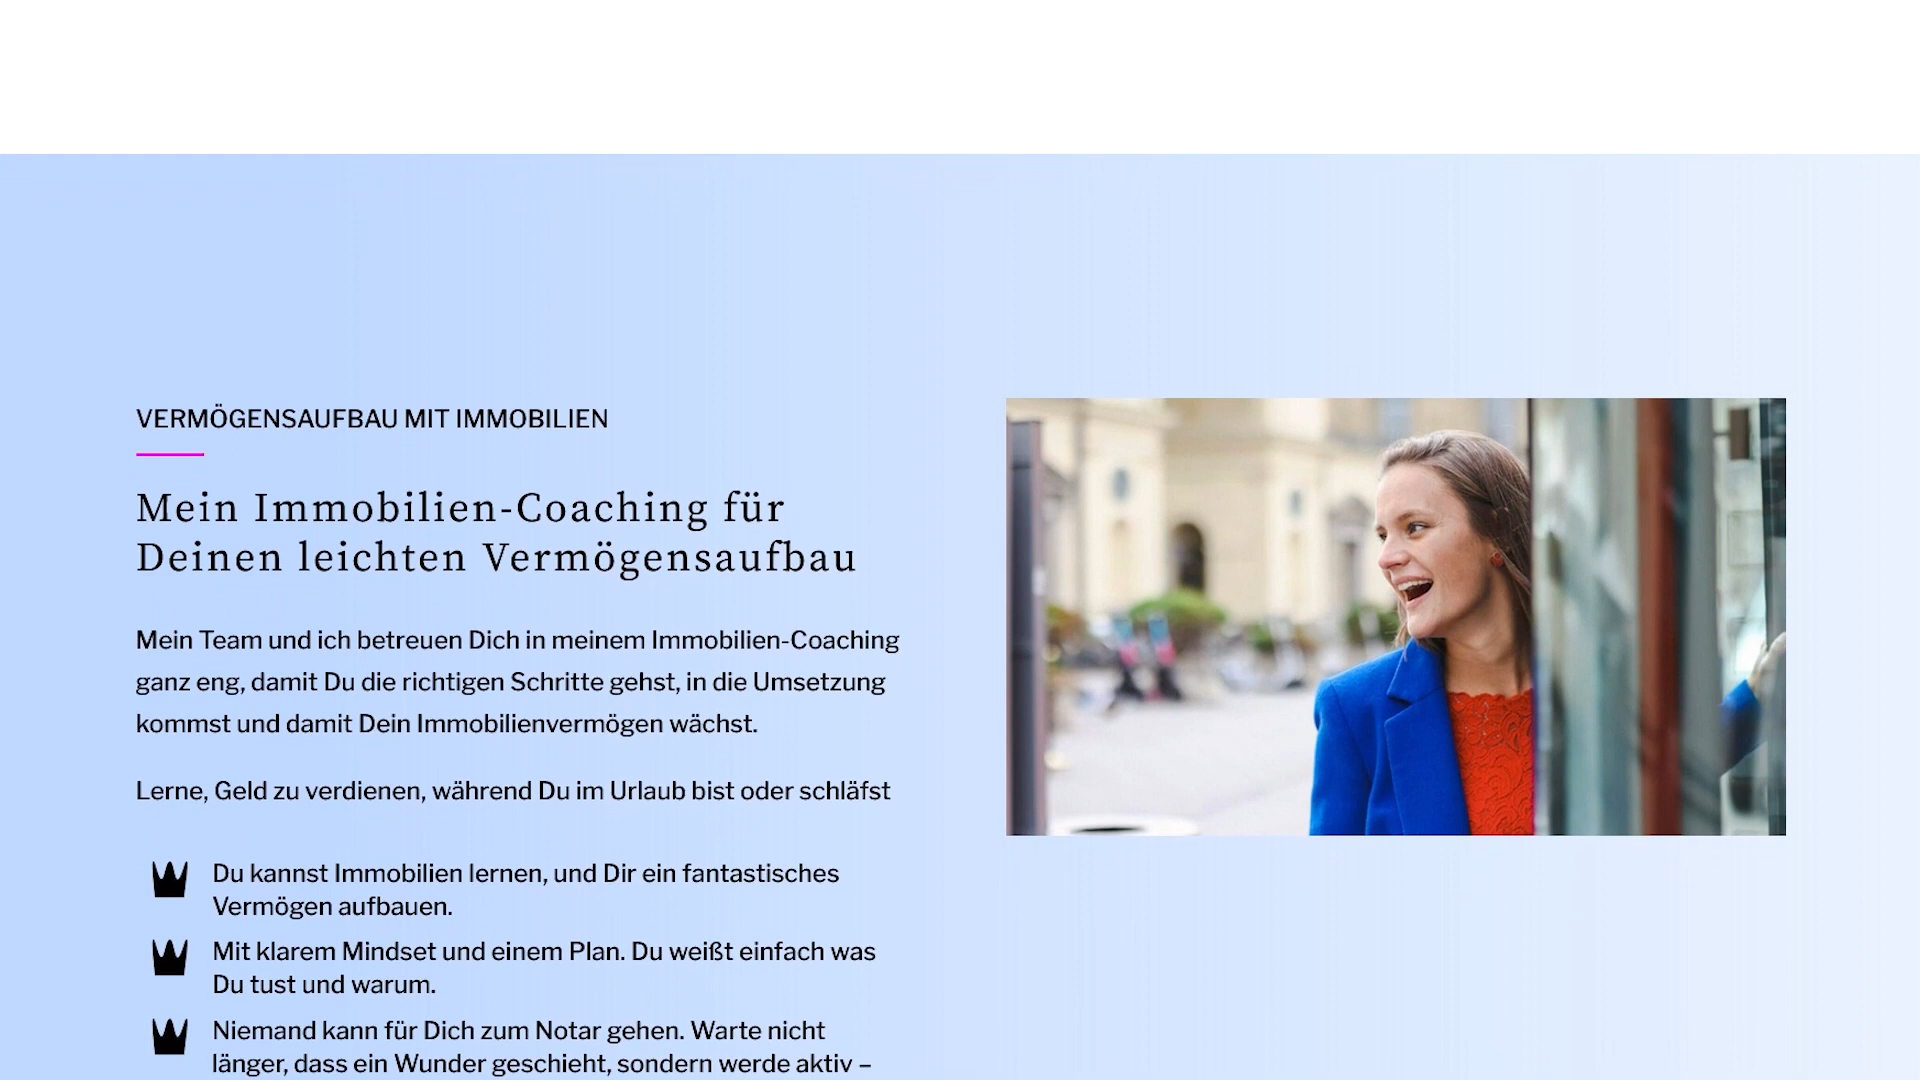 VERMÖGENSAUFBAU MIT IMMOBILIEN
Mein Immobilien-Coaching für
Deinen leichten Vermögensaufbau
Mein Team und ich betreuen Dich in meinem Immobilien-Coaching
ganz eng, damit Du die richtigen Schritte gehst, in die Umsetzung
kommst und damit Dein Immobilienvermögen wächst.
Lerne, Geld zu verdienen, während Du im Urlaub bist oder schläfst
Du kannst Immobilien lernen, und Dir ein fantastisches
Vermögen aufbauen.
Mit klarem Mindset und einem Plan. Du weißt einfach was
Du tust und warum.
Niemand kann für Dich zum Notar gehen. Warte nicht
länger, dass ein Wunder geschieht, sondern werde aktiv –